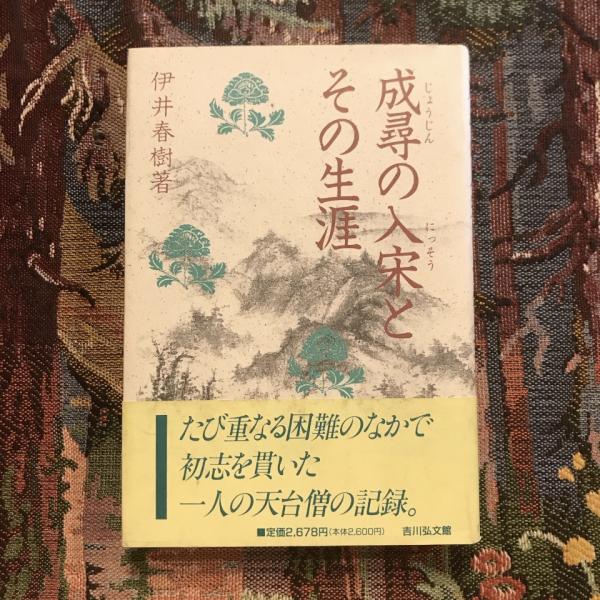 成尋の入宋と
じょうじん
にっそう
その生涯
伊井春樹著
たび重なる困難のなかで
初志を貫いた
一人の天台僧の記録。
■定価2,678円(本体2,600円) 吉川弘文館